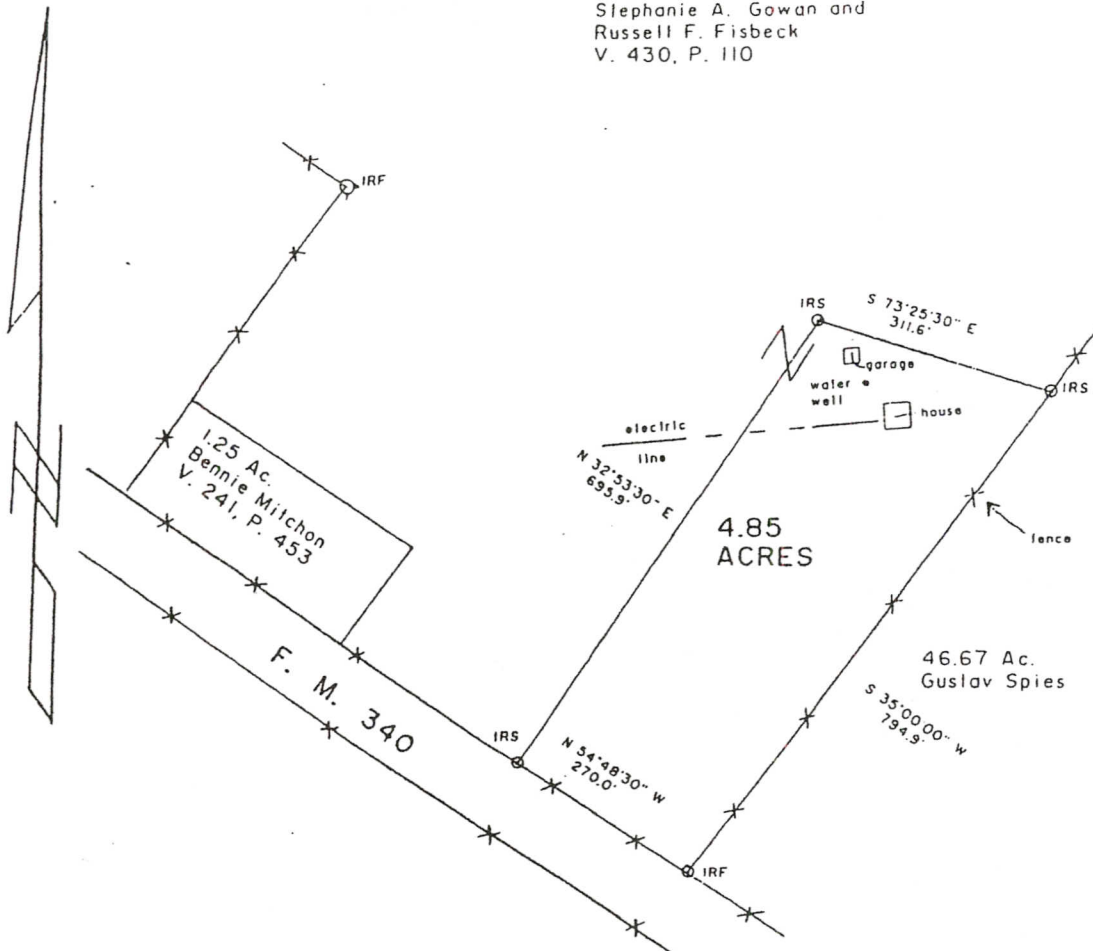 Stephanie A. Gowan and
Russell F. Fisbeck
V. 430, P. 110
IRF
IRS
S 73°25'30" E
311.6'
garage
water
well
IRS
house
electric
line
N 32°53'30" E
695.9'
1.25 Ac.
Bennie Mitchon
V. 241, P. 453
4.85
ACRES
fence
46.67 Ac.
Gustav Spies
S 35°00'00" W
794.9'
F. M. 340
IRS
N 54°48'30" W
270.0'
IRF
N